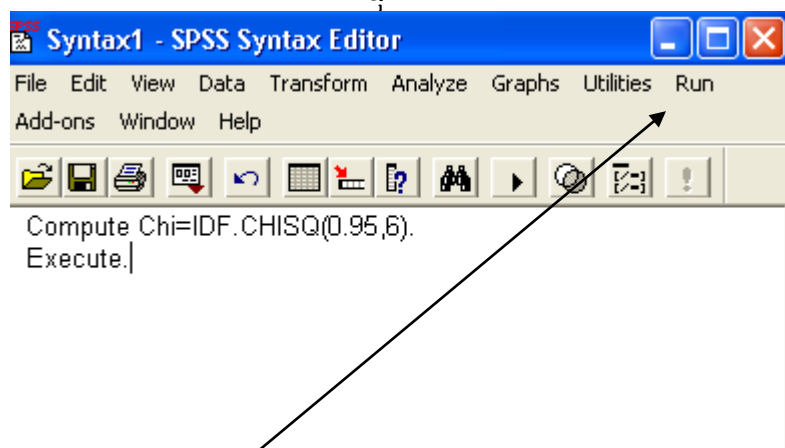 SPSS Syntax1 - SPSS Syntax Editor
File Edit View Data Transform Analyze Graphs Utilities Run
Add-ons Window Help
Compute Chi=IDF.CHISQ(0.95,6).
Execute.